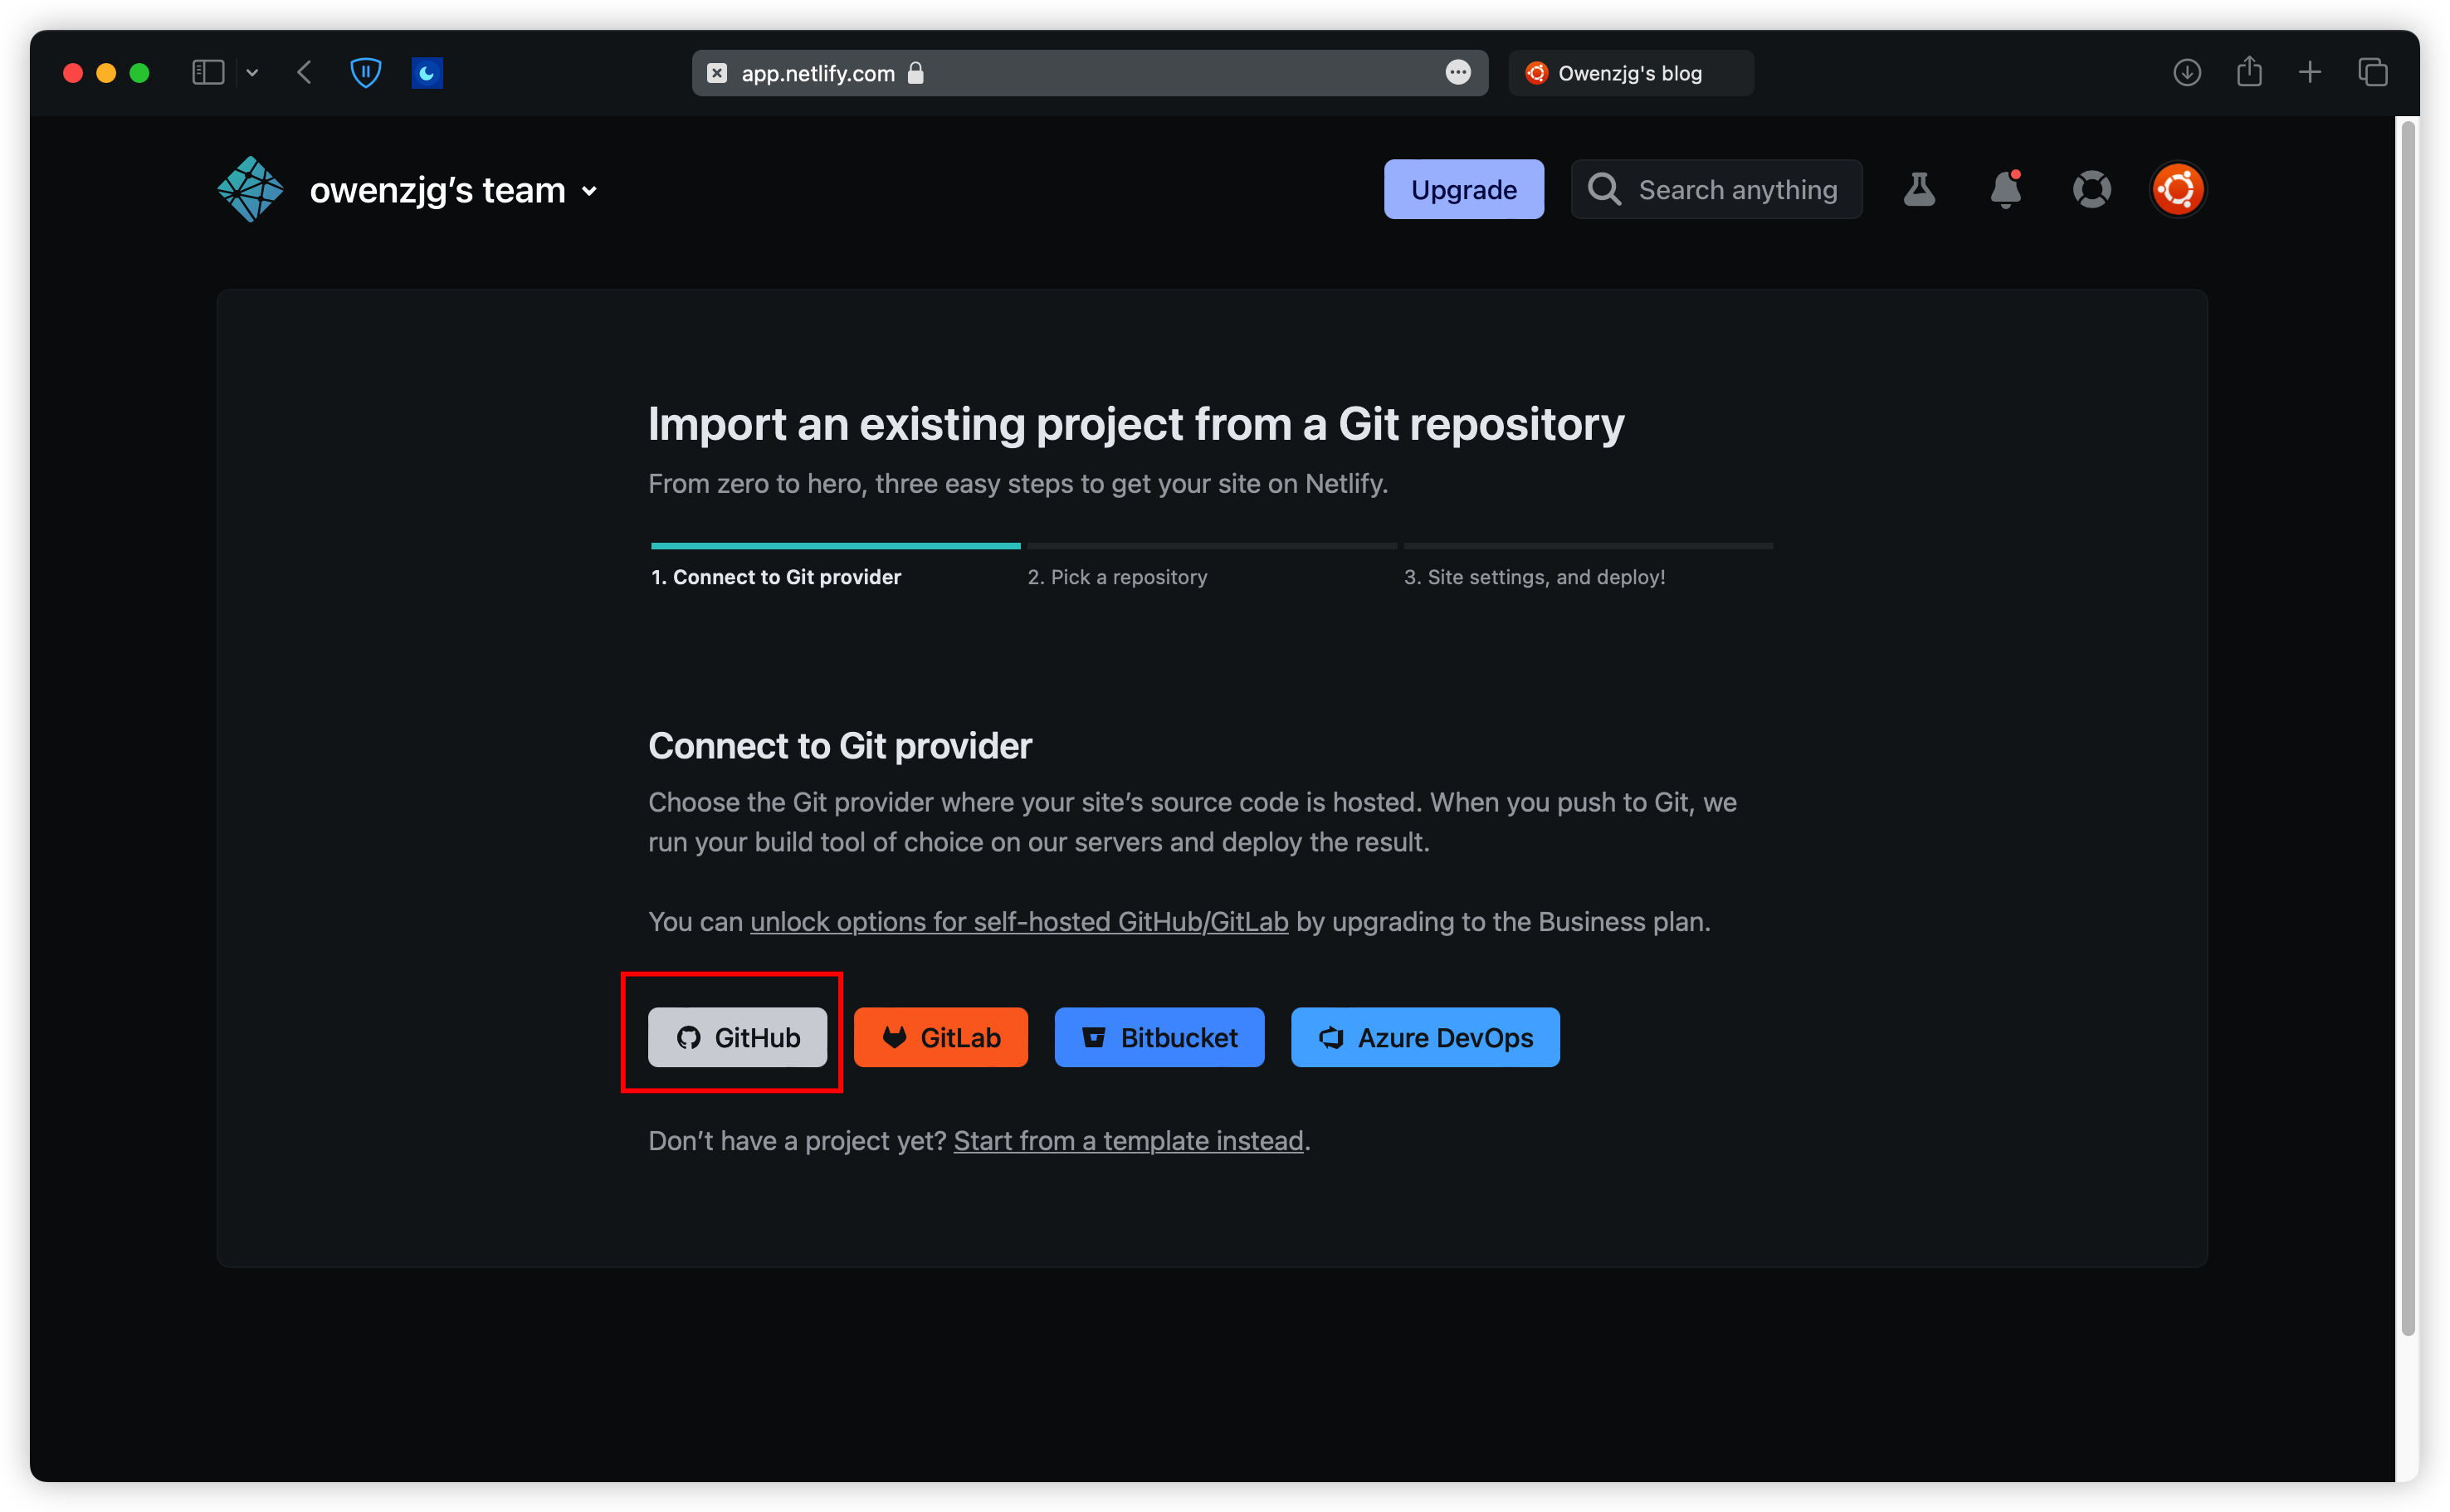 app.netlify.com
Owenzjg's blog
owenzjg’s team
Upgrade
Search anything
Import an existing project from a Git repository
From zero to hero, three easy steps to get your site on Netlify.
1. Connect to Git provider
2. Pick a repository
3. Site settings, and deploy!
Connect to Git provider
Choose the Git provider where your site’s source code is hosted. When you push to Git, we
run your build tool of choice on our servers and deploy the result.
You can unlock options for self-hosted GitHub/GitLab by upgrading to the Business plan.
GitHub
GitLab
Bitbucket
Azure DevOps
Don’t have a project yet? Start from a template instead.